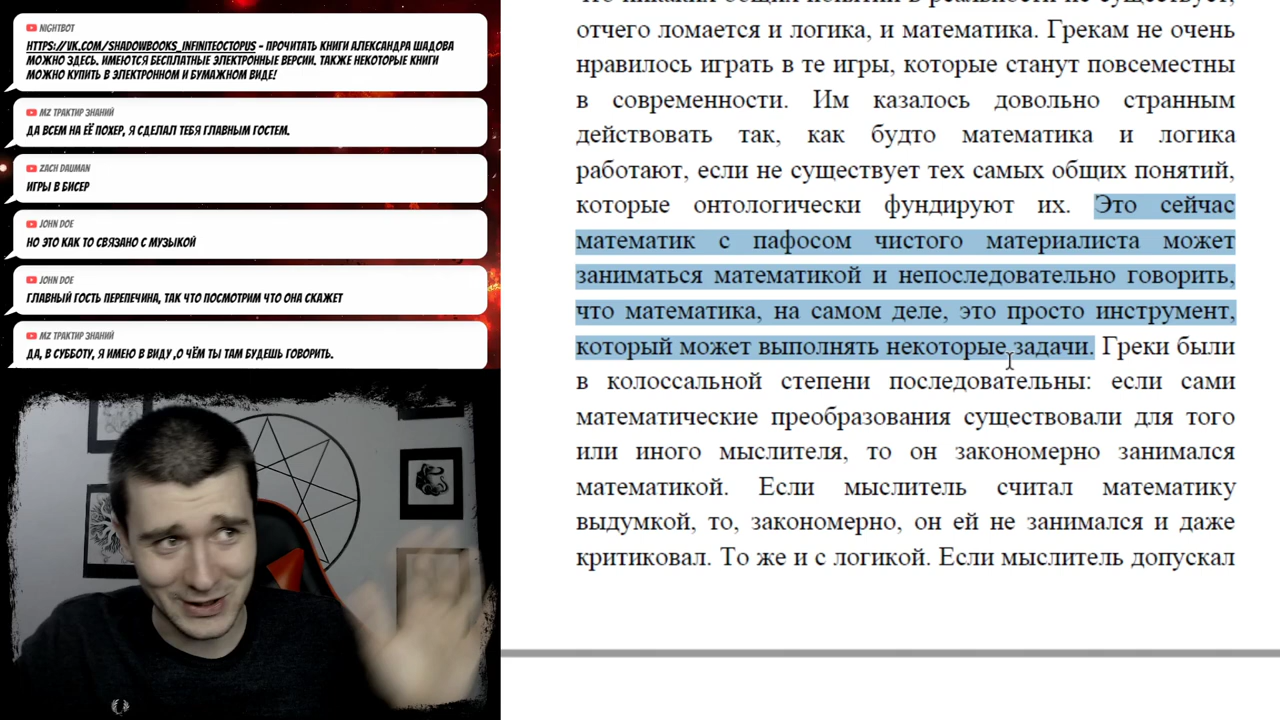 NIGHTBOT
HTTPS://VK.COM/SHADOWBOOKS_INFINITEOCTOPUS - ПРОЧИТАТЬ КНИГИ АЛЕКСАНДРА ШАДОВА
МОЖНО ЗДЕСЬ. ИМЕЮТСЯ БЕСПЛАТНЫЕ ЭЛЕКТРОННЫЕ ВЕРСИИ. ТАКЖЕ НЕКОТОРЫЕ КНИГИ
МОЖНО КУПИТЬ В ЭЛЕКТРОННОМ И БУМАЖНОМ ВИДЕ!
MZ ТРАКТИР ЗНАНИЙ
ДА ВСЕМ НА ЕЁ ПОХЕР, Я СДЕЛАЛ ТЕБЯ ГЛАВНЫМ ГОСТЕМ.
ZACH DAUMAN
ИГРЫ В БИСЕР
JOHN DOE
НО ЭТО КАК ТО СВЯЗАНО С МУЗЫКОЙ
JOHN DOE
ГЛАВНЫЙ ГОСТЬ ПЕРЕПЕЧИНА, ТАК ЧТО ПОСМОТРИМ ЧТО ОНА СКАЖЕТ
MZ ТРАКТИР ЗНАНИЙ
ДА, В СУББОТУ, Я ИМЕЮ В ВИДУ ,О ЧЁМ ТЫ ТАМ БУДЕШЬ ГОВОРИТЬ.
что никаких общих понятий в реальности не существует,
отчего ломается и логика, и математика. Грекам не очень
нравилось играть в те игры, которые станут повсеместны
в современности. Им казалось довольно странным
действовать так, как будто математика и логика
работают, если не существует тех самых общих понятий,
которые онтологически фундируют их. Это сейчас
математик с пафосом чистого материалиста может
заниматься математикой и непоследовательно говорить,
что математика, на самом деле, это просто инструмент,
который может выполнять некоторые задачи. Греки были
в колоссальной степени последовательны: если сами
математические преобразования существовали для того
или иного мыслителя, то он закономерно занимался
математикой. Если мыслитель считал математику
выдумкой, то, закономерно, он ей не занимался и даже
критиковал. То же и с логикой. Если мыслитель допускал